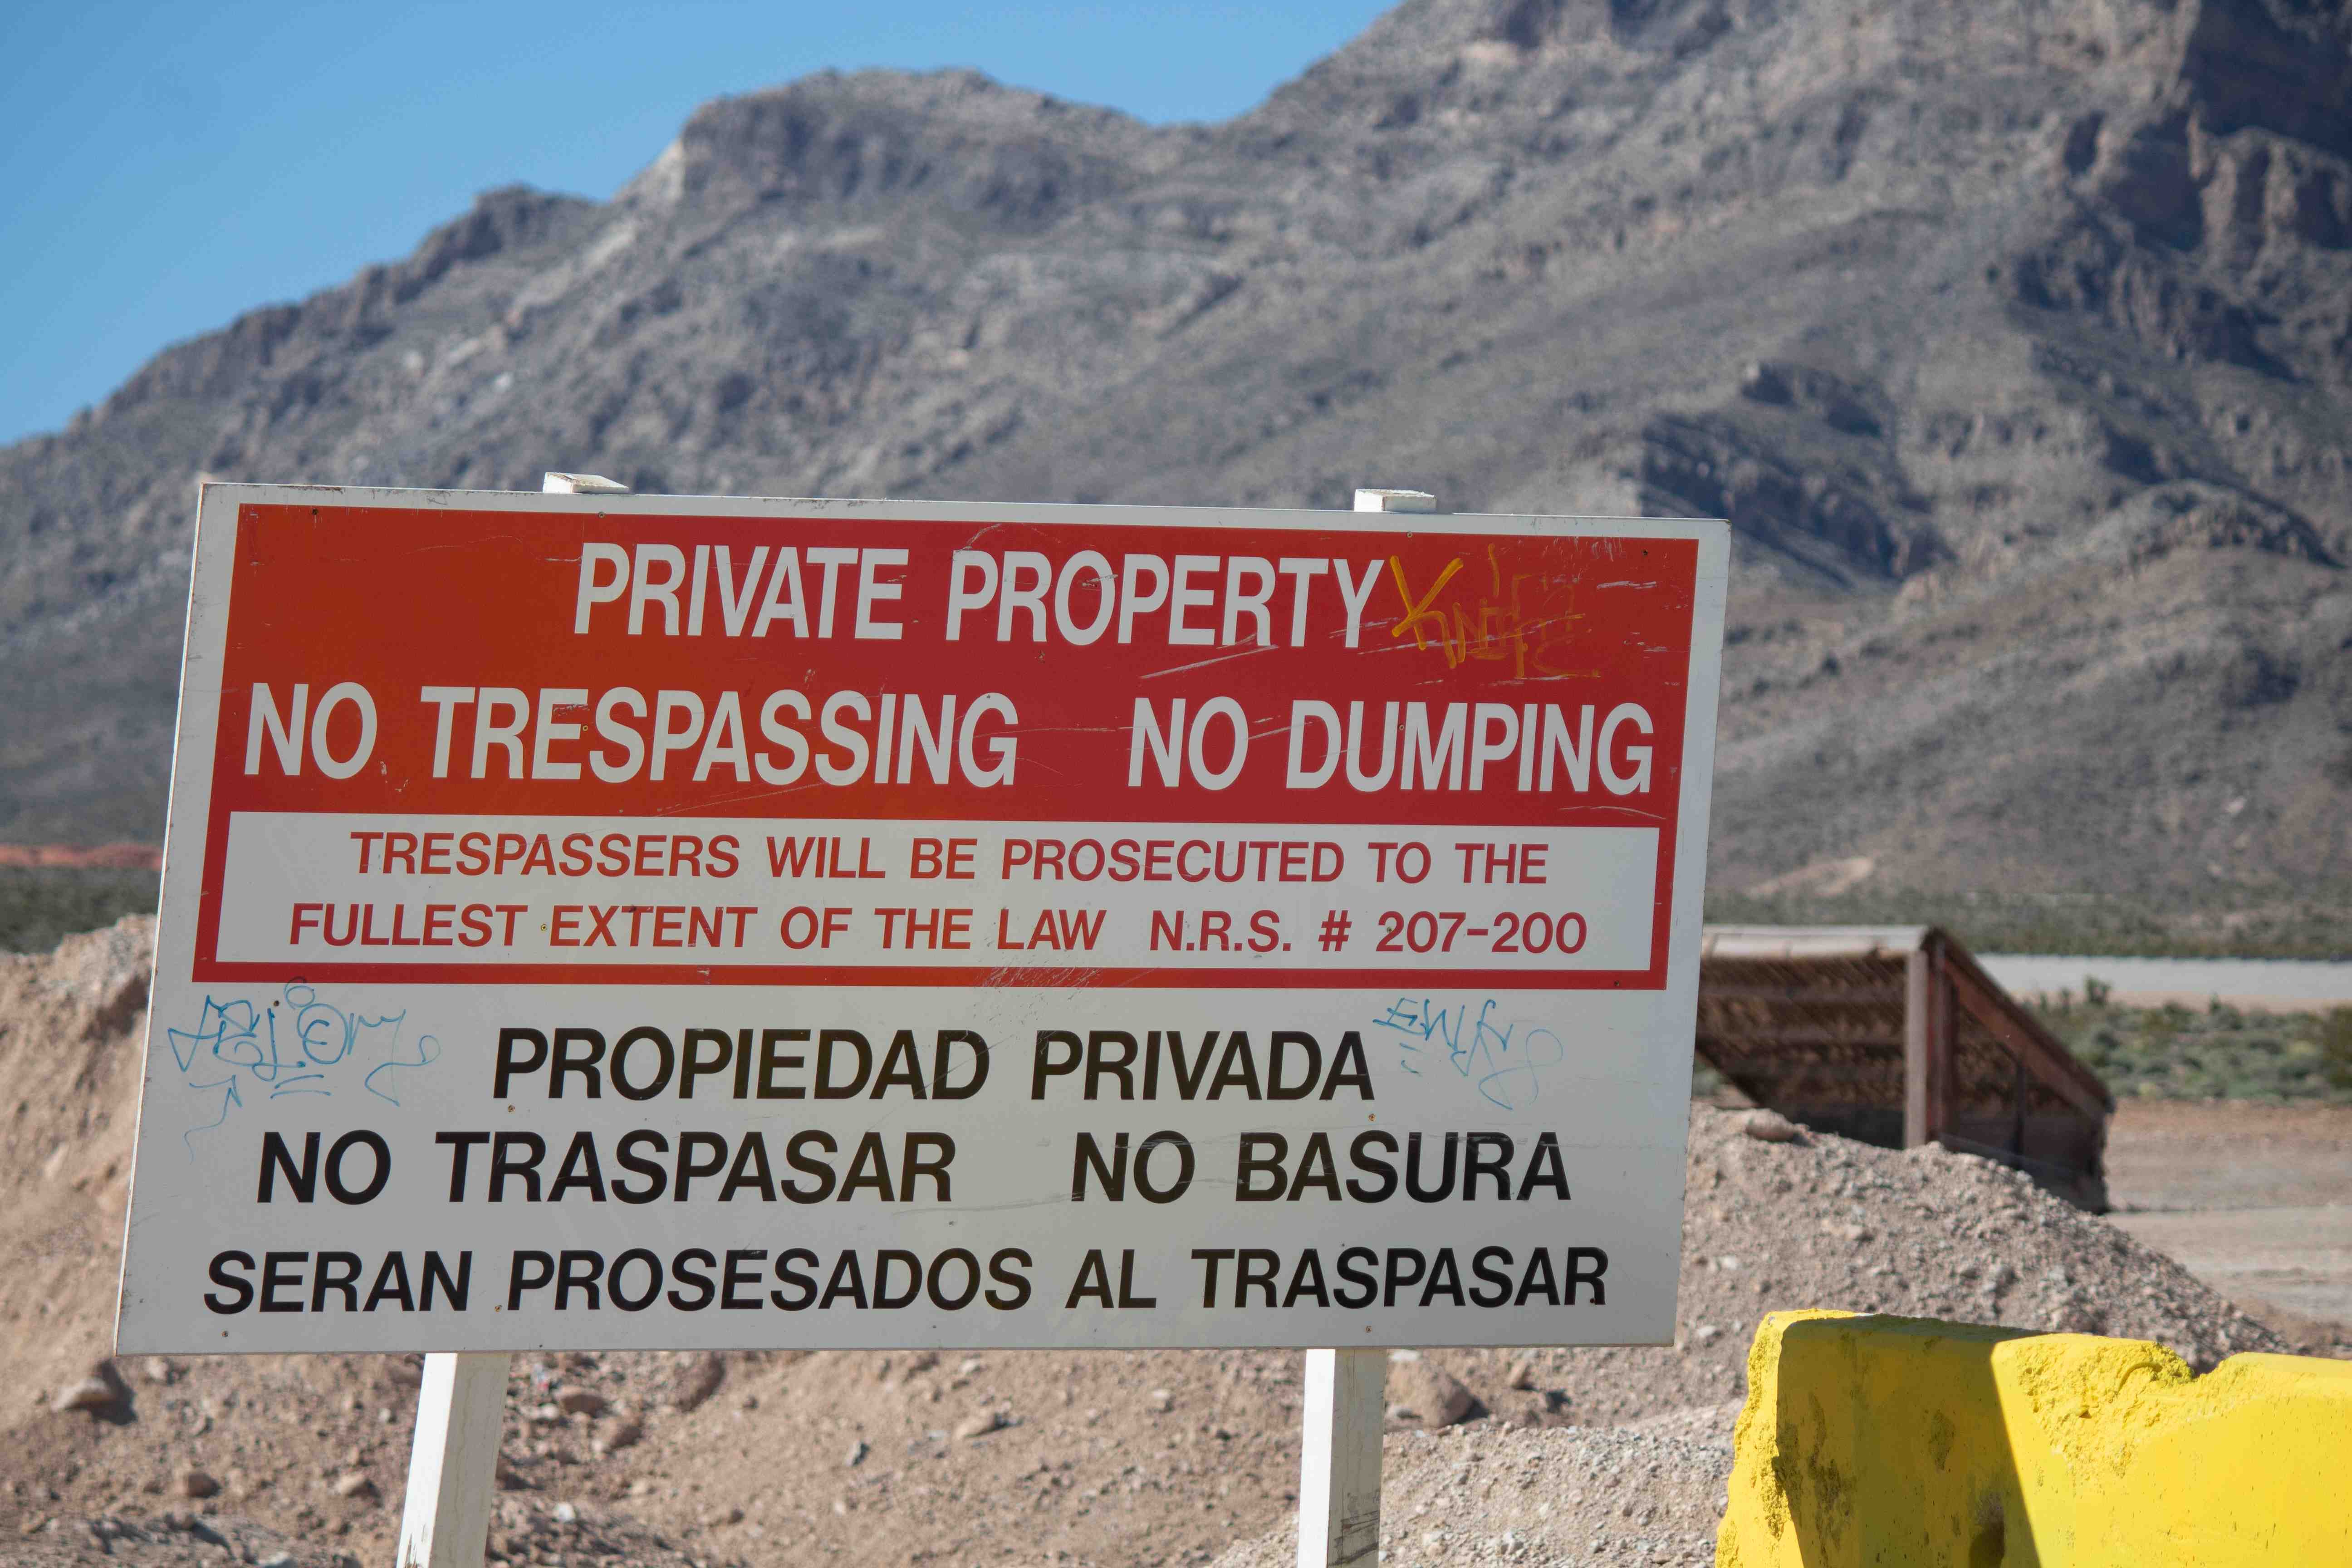 PRIVATE PROPERTY
NO TRESPASSING NO DUMPING
TRESPASSERS WILL BE PROSECUTED TO THE
FULLEST EXTENT OF THE LAW N.R.S. # 207-200
PROPIEDAD PRIVADA
NO TRASPASAR NO BASURA
SERAN PROSESADOS AL TRASPASAR